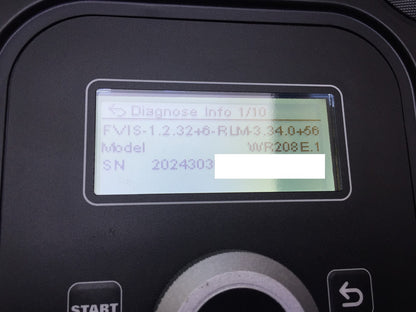 Diagnose Info 1/10
FVIS-1.2.32+6-RLM-3.34.0+56
Model WR208E.1
SN 2024303
START